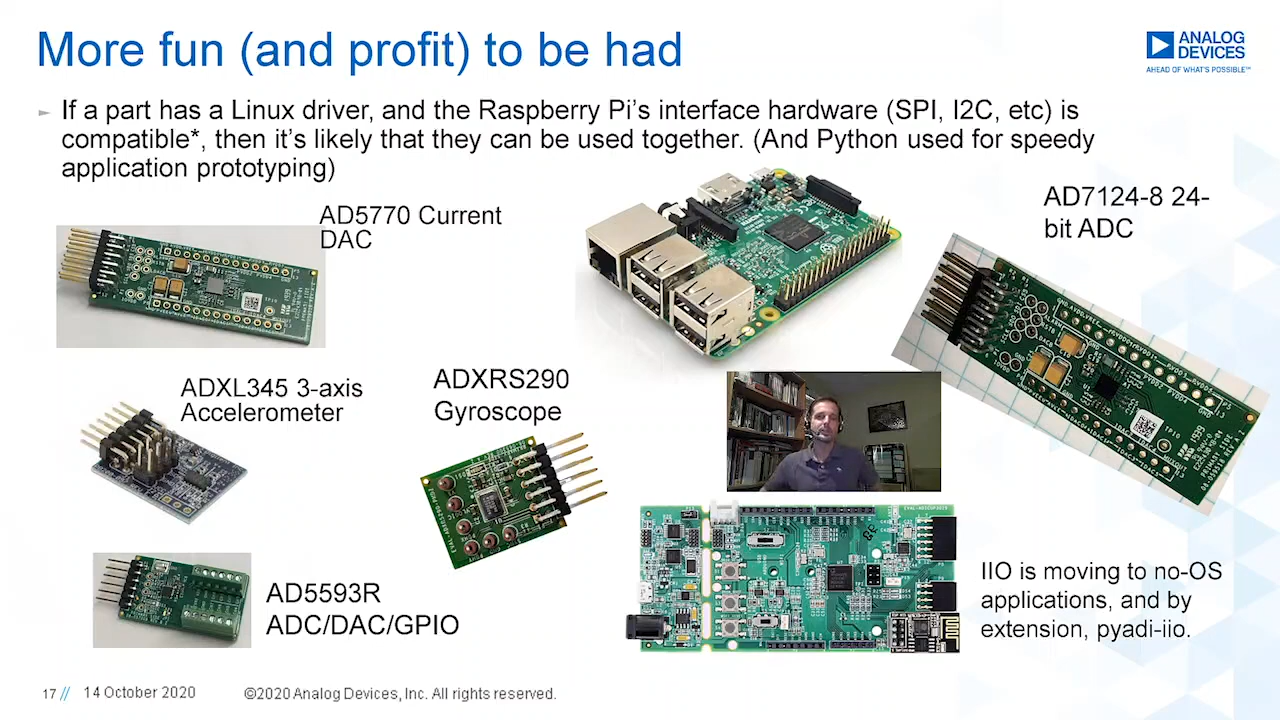 More fun (and profit) to be had
ANALOG
DEVICES
AHEAD OF WHAT'S POSSIBLE™
If a part has a Linux driver, and the Raspberry Pi's interface hardware (SPI, I2C, etc) is
compatible*, then it's likely that they can be used together. (And Python used for speedy
application prototyping)
AD5770 Current
DAC
AD7124-8 24-
bit ADC
ADXL345 3-axis
Accelerometer
ADXRS290
Gyroscope
AD5593R
ADC/DAC/GPIO
IIO is moving to no-OS
applications, and by
extension, pyadi-iio.
17 // 14 October 2020 ©2020 Analog Devices, Inc. All rights reserved.